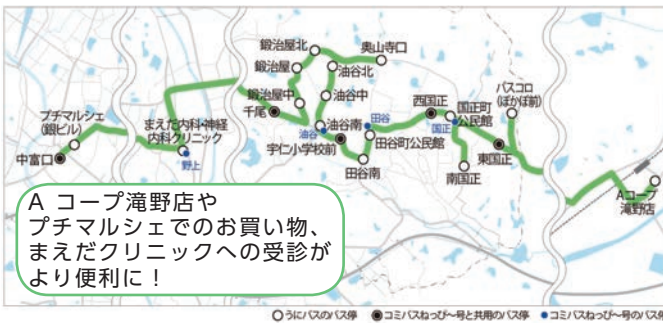 鍛治屋北
奥山寺口
鍛治屋
油谷北
鍛治屋中
油谷中
プチマルシェ
(銀ビル)
中富口
まえだ内科・神経
内科クリニック
野上
千尾
油谷
油谷南
宇仁小学校前
田谷
田谷町公民館
田谷南
西国正
国正町
公民館
国正
南国正
東国正
パスコロ
(ぽかぽ前)
Aコープ
滝野店
A コープ滝野店や
プチマルシェでのお買い物、
まえだクリニックへの受診が
より便利に！
うにバスのバス停
コミバスねっぴ〜号と共用のバス停
コミバスねっぴ〜号のバス停